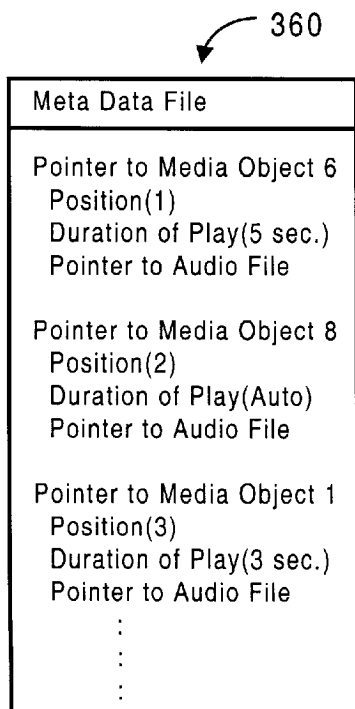 360
Meta Data File
Pointer to Media Object 6
Position(1)
Duration of Play(5 sec.)
Pointer to Audio File
Pointer to Media Object 8
Position(2)
Duration of Play(Auto)
Pointer to Audio File
Pointer to Media Object 1
Position(3)
Duration of Play(3 sec.)
Pointer to Audio File
.
.
.